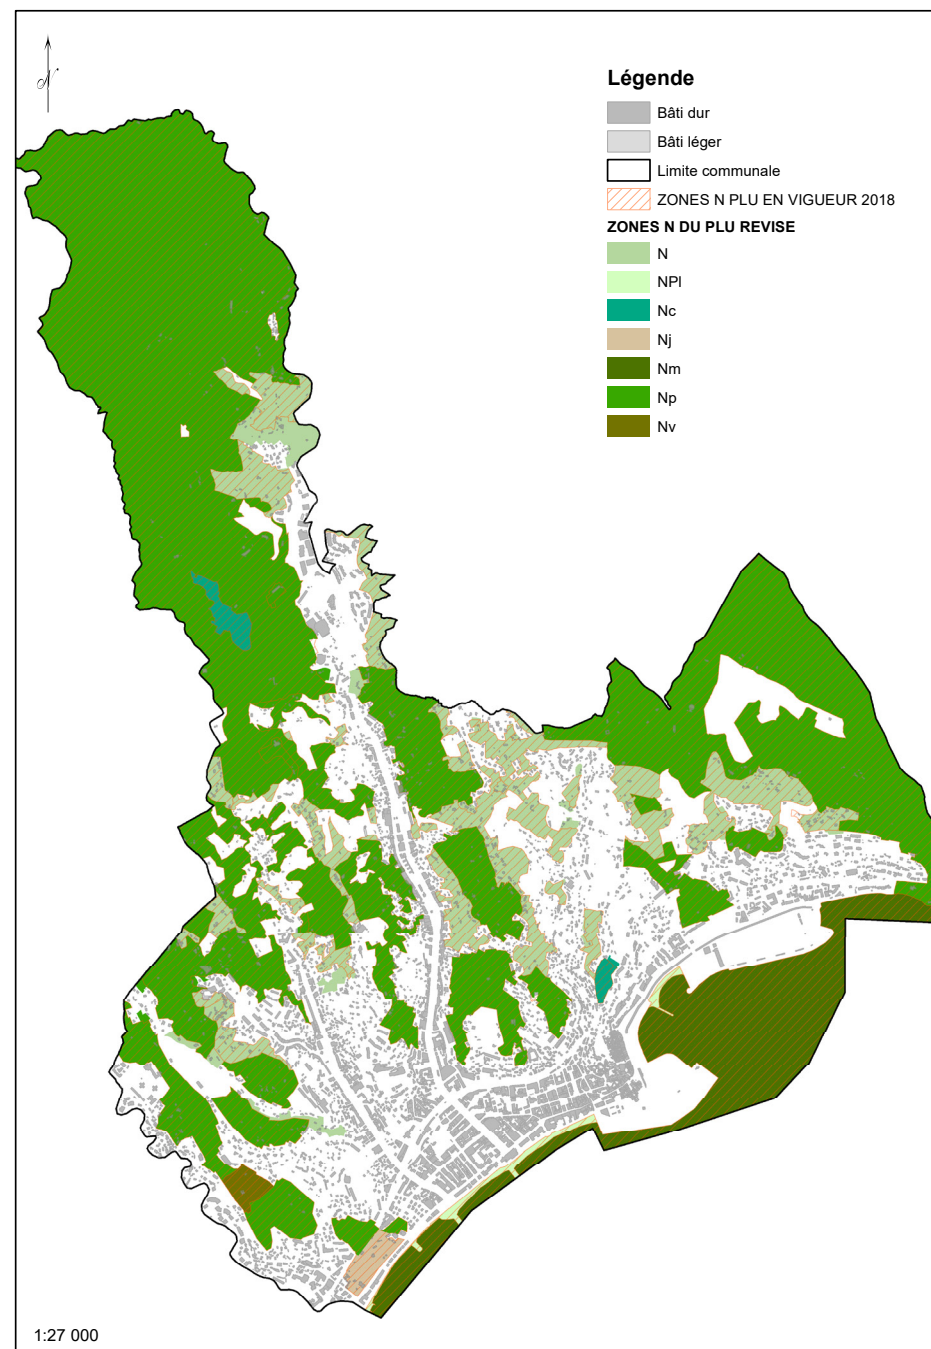 N
Légende
Bâti dur
Bâti léger
Limite communale
ZONES N PLU EN VIGUEUR 2018
ZONES N DU PLU REVISE
N
NPl
Nc
Nj
Nm
Np
Nv
1:27 000